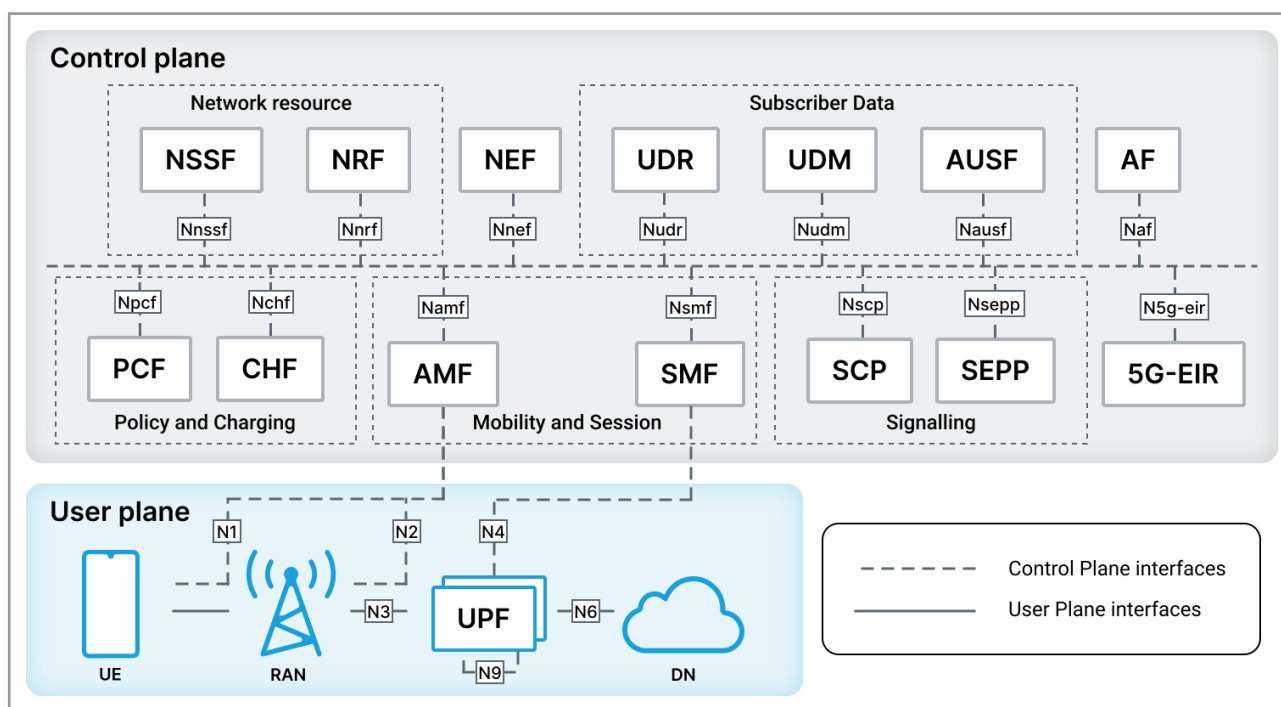 Control plane
Network resource
Subscriber Data
NSSF
NRF
NEF
UDR
UDM
AUSF
AF
Nnssf
Nnrf
Nnef
Nudr
Nudm
Nausf
Naf
Npcf
Nchf
Namf
Nsmf
Nscp
Nsepp
N5g-eir
PCF
CHF
AMF
SMF
SCP
SEPP
5G-EIR
Policy and Charging
Mobility and Session
Signalling
User plane
N1
N2
N4
N3
UPF
N6
N9
UE
RAN
DN
Control Plane interfaces
User Plane interfaces